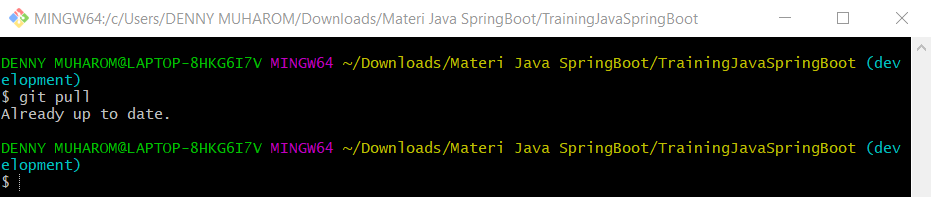 MINGW64:/c/Users/DENNY MUHAROM/Downloads/Materi Java SpringBoot/TrainingJavaSpringBoot
DENNY MUHAROM@LAPTOP-8HKG6I7V MINGW64 ~/Downloads/Materi Java SpringBoot/TrainingJavaSpringBoot (dev
elopment)
$ git pull
Already up to date.
DENNY MUHAROM@LAPTOP-8HKG6I7V MINGW64 ~/Downloads/Materi Java SpringBoot/TrainingJavaSpringBoot (dev
elopment)
$